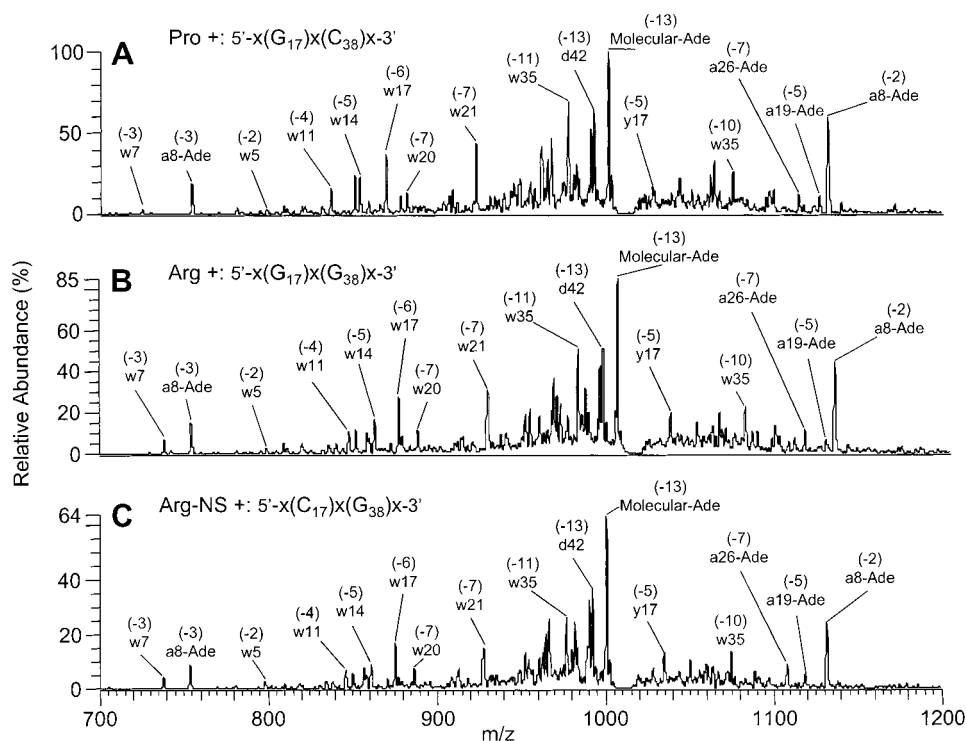 A Pro +: 5'-x(G17)x(C38)x-3'
100
50
0
(-3) w7
(-3) a8-Ade
(-2) w5
(-4) w11
(-5) w14
(-6) w17
(-7) w20
(-7) w21
(-11) w35
(-13) d42
(-13) Molecular-Ade
(-5) y17
(-10) w35
(-7) a26-Ade
(-5) a19-Ade
(-2) a8-Ade
Relative Abundance (%)
B Arg +: 5'-x(G17)x(G38)x-3'
85
60
40
20
0
(-3) w7
(-3) a8-Ade
(-2) w5
(-4) w11
(-5) w14
(-6) w17
(-7) w20
(-7) w21
(-11) w35
(-13) d42
(-13) Molecular-Ade
(-5) y17
(-10) w35
(-7) a26-Ade
(-5) a19-Ade
(-2) a8-Ade
C Arg-NS +: 5'-x(C17)x(G38)x-3'
64
40
20
0
(-3) w7
(-3) a8-Ade
(-2) w5
(-4) w11
(-5) w14
(-6) w17
(-7) w20
(-7) w21
(-11) w35
(-13) d42
(-13) Molecular-Ade
(-5) y17
(-10) w35
(-7) a26-Ade
(-5) a19-Ade
(-2) a8-Ade
700 800 900 1000 1100 1200
m/z